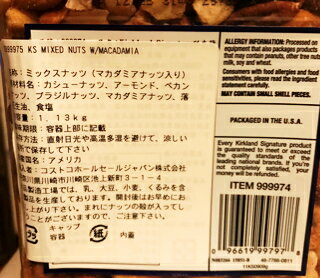 999975 KS MIXED NUTS W/MACADAMIA
名称：ミックスナッツ（マカダミアナッツ入り）
材料名：カシューナッツ、アーモンド、ペカン
ナッツ、ブラジルナッツ、マカダミアナッツ、落
生油、食塩
量：1.13kg
期限：容器上部に記載
方法：直射日光や高温多湿を避けて、涼しい
所で保存して下さい
国名：アメリカ
者：コストコホールセールジャパン株式会社
川県川崎市川崎区池上新町3-1-4
製造工場では、乳、大豆、小麦、くるみを含
製品を生産しております。開封後はお早めにお
り下さい。まれにナッツの殻が入って
うことがございますので、ご注意下さい
キャップ
容器
紙
ALLERGY INFORMATION: Processed on
equipment that also packages products
that may contain peanuts, other tree nuts,
milk, soy and wheat.
Consumers with food allergies and food
sensitivities, please read the ingredient
statement.
MAY CONTAIN SMALL SHELL PIECES.
PACKAGED IN THE U.S.A.
Every Kirkland Signature product
is guaranteed to meet or exceed
the quality standards of the
leading national brands. If you're
not completely satisfied, your
money will be refunded.
ITEM 999974
0 96619 99797 8